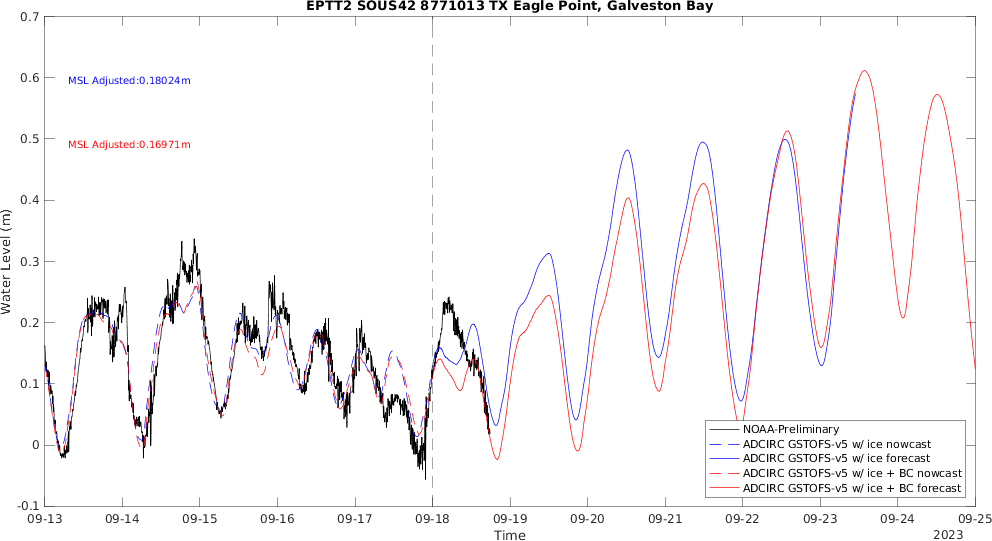 EPTT2 SOUS42 8771013 TX Eagle Point, Galveston Bay
0.7
0.6
0.5
0.4
0.3
0.2
0.1
0
-0.1
Water Level (m)
MSL Adjusted:0.18024m
MSL Adjusted:0.16971m
NOAA-Preliminary
ADCIRC GSTOFS-v5 w/ ice nowcast
ADCIRC GSTOFS-v5 w/ ice forecast
ADCIRC GSTOFS-v5 w/ ice + BC nowcast
ADCIRC GSTOFS-v5 w/ ice + BC forecast
09-13 09-14 09-15 09-16 09-17 09-18 09-19 09-20 09-21 09-22 09-23 09-24 09-25
Time
2023